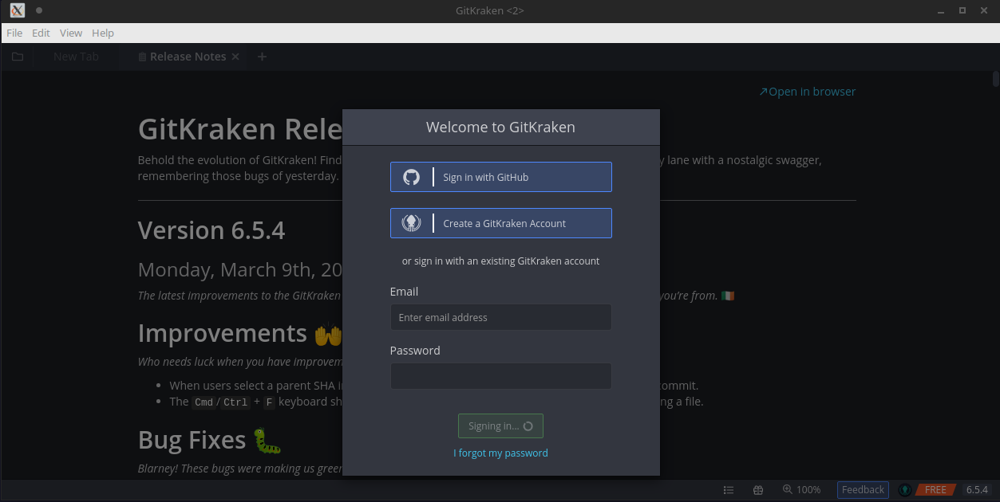 GitKraken <2>
File Edit View Help
New Tab Release Notes
Open in browser
GitKraken Rele
Behold the evolution of GitKraken! Find y lane with a nostalgic swagger,
remembering those bugs of yesterday.
Version 6.5.4
Monday, March 9th, 20
The latest improvements to the GitKraken you're from.
Improvements
Who needs luck when you have improvem
When users select a parent SHA i commit.
The Cmd/Ctrl + F keyboard sh ng a file.
Bug Fixes
Blarney! These bugs were making us green
Welcome to GitKraken
Sign in with GitHub
Create a GitKraken Account
or sign in with an existing GitKraken account
Email
Enter email address
Password
Signing in...
I forgot my password
100% Feedback FREE 6.5.4